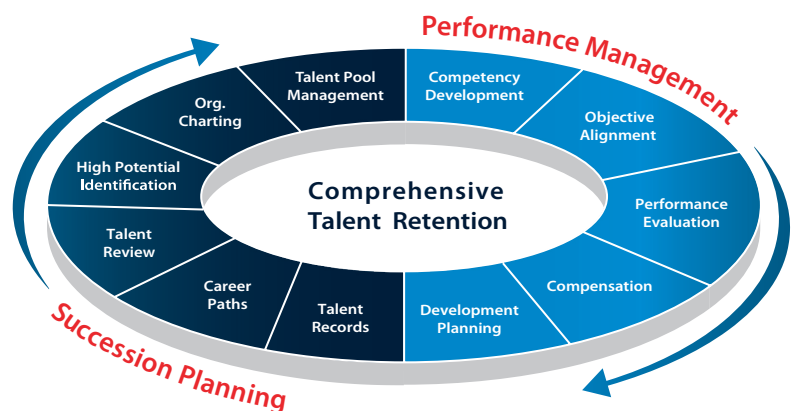 Performance Management
Talent Pool
Management
Competency
Development
Org.
Charting
Objective
Alignment
High Potential
Identification
Comprehensive
Talent Retention
Performance
Evaluation
Talent
Review
Career
Paths
Talent
Records
Development
Planning
Compensation
Succession Planning